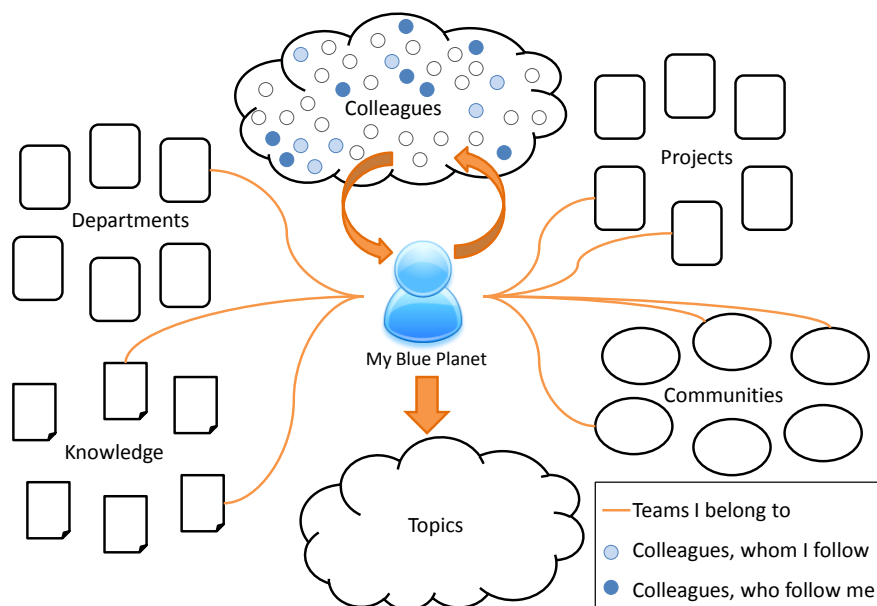 Colleagues
Projects
Departments
My Blue Planet
Communities
Knowledge
Topics
Teams I belong to
Colleagues, whom I follow
Colleagues, who follow me